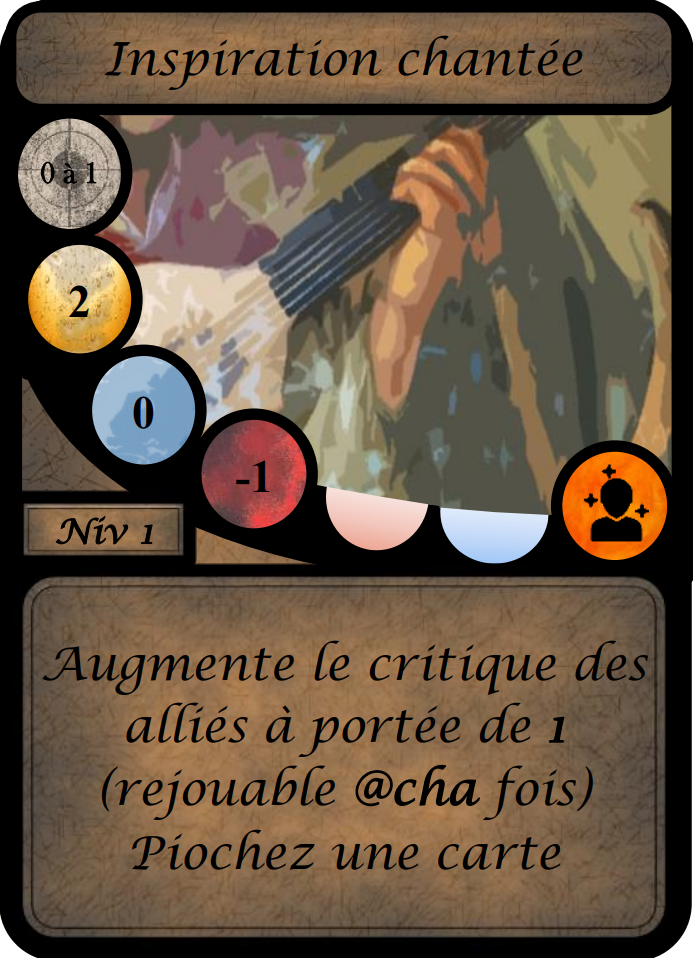 Inspiration chantée
0 à 1
2
0
-1
Niv 1
Augmente le critique des
alliés à portée de 1
(rejouable @cha fois)
Piochez une carte